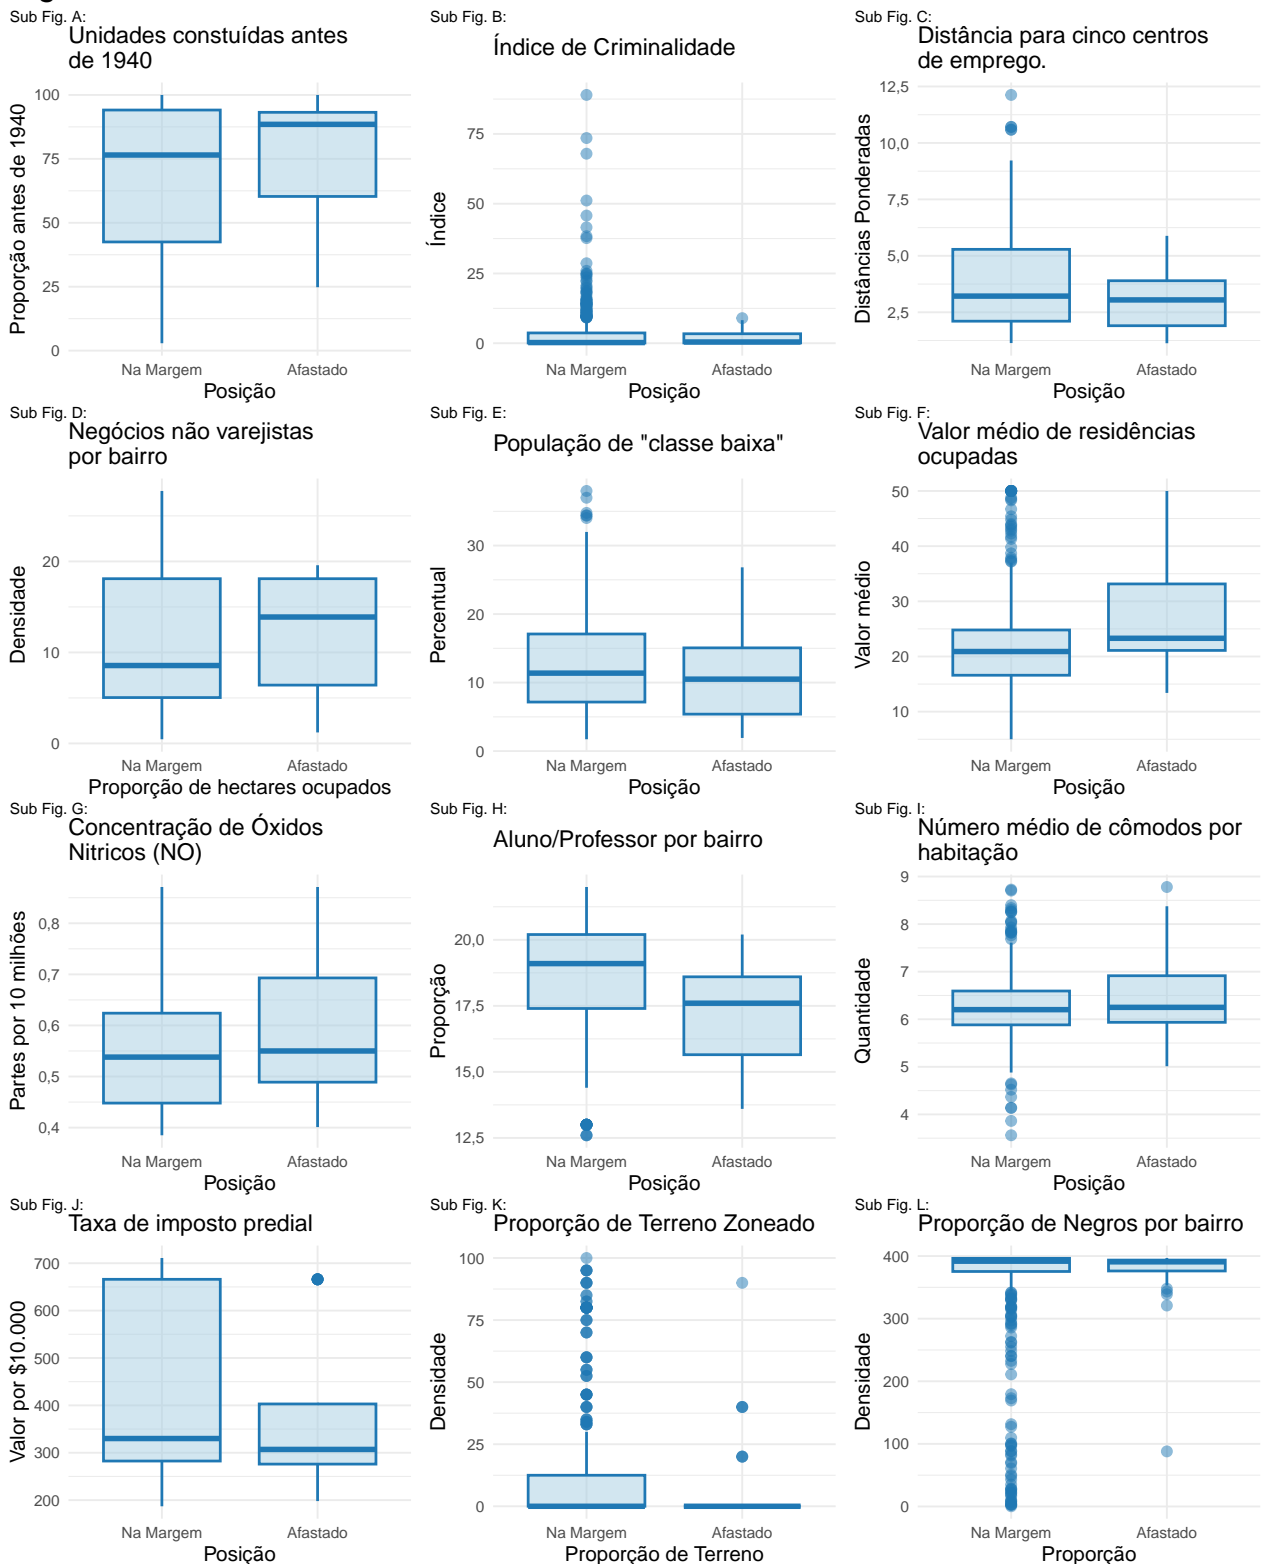 Sub Fig. A:
Unidades constuídas antes
de 1940
Proporção antes de 1940
100
75
50
25
0
Na Margem
Afastado
Posição
Sub Fig. B:
Índice de Criminalidade
Índice
75
50
25
0
Na Margem
Afastado
Posição
Sub Fig. C:
Distância para cinco centros
de emprego.
Distâncias Ponderadas
12,5
10,0
7,5
5,0
2,5
Na Margem
Afastado
Posição
Sub Fig. D:
Negócios não varejistas
por bairro
Densidade
20
10
0
Na Margem
Afastado
Proporção de hectares ocupados
Sub Fig. E:
População de "classe baixa"
Percentual
30
20
10
0
Na Margem
Afastado
Posição
Sub Fig. F:
Valor médio de residências
ocupadas
Valor médio
50
40
30
20
10
Na Margem
Afastado
Posição
Sub Fig. G:
Concentração de Óxidos
Nitricos (NO)
Partes por 10 milhões
0,8
0,7
0,6
0,5
0,4
Na Margem
Afastado
Posição
Sub Fig. H:
Aluno/Professor por bairro
Proporção
20,0
17,5
15,0
12,5
Na Margem
Afastado
Posição
Sub Fig. I:
Número médio de cômodos por
habitação
Quantidade
9
8
7
6
5
4
Na Margem
Afastado
Posição
Sub Fig. J:
Taxa de imposto predial
Valor por $10.000
700
600
500
400
300
200
Na Margem
Afastado
Posição
Sub Fig. K:
Proporção de Terreno Zoneado
Densidade
100
75
50
25
0
Na Margem
Afastado
Proporção de Terreno
Sub Fig. L:
Proporção de Negros por bairro
Densidade
400
300
200
100
0
Na Margem
Afastado
Proporção